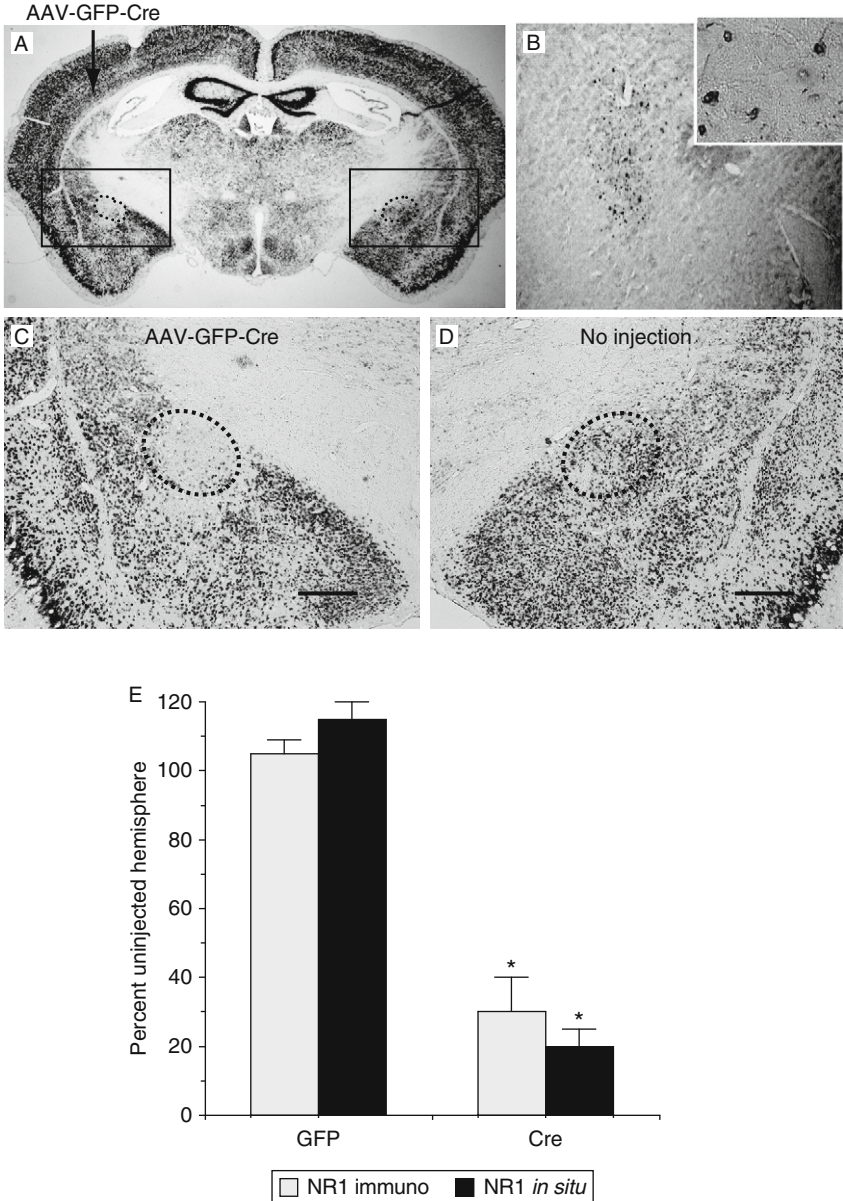 AAV-GFP-Cre
A
B
C
AAV-GFP-Cre
D
No injection
E
120
100
80
60
40
20
0
Percent uninjected hemisphere
*
*
GFP
Cre
NR1 immuno
NR1 in situ